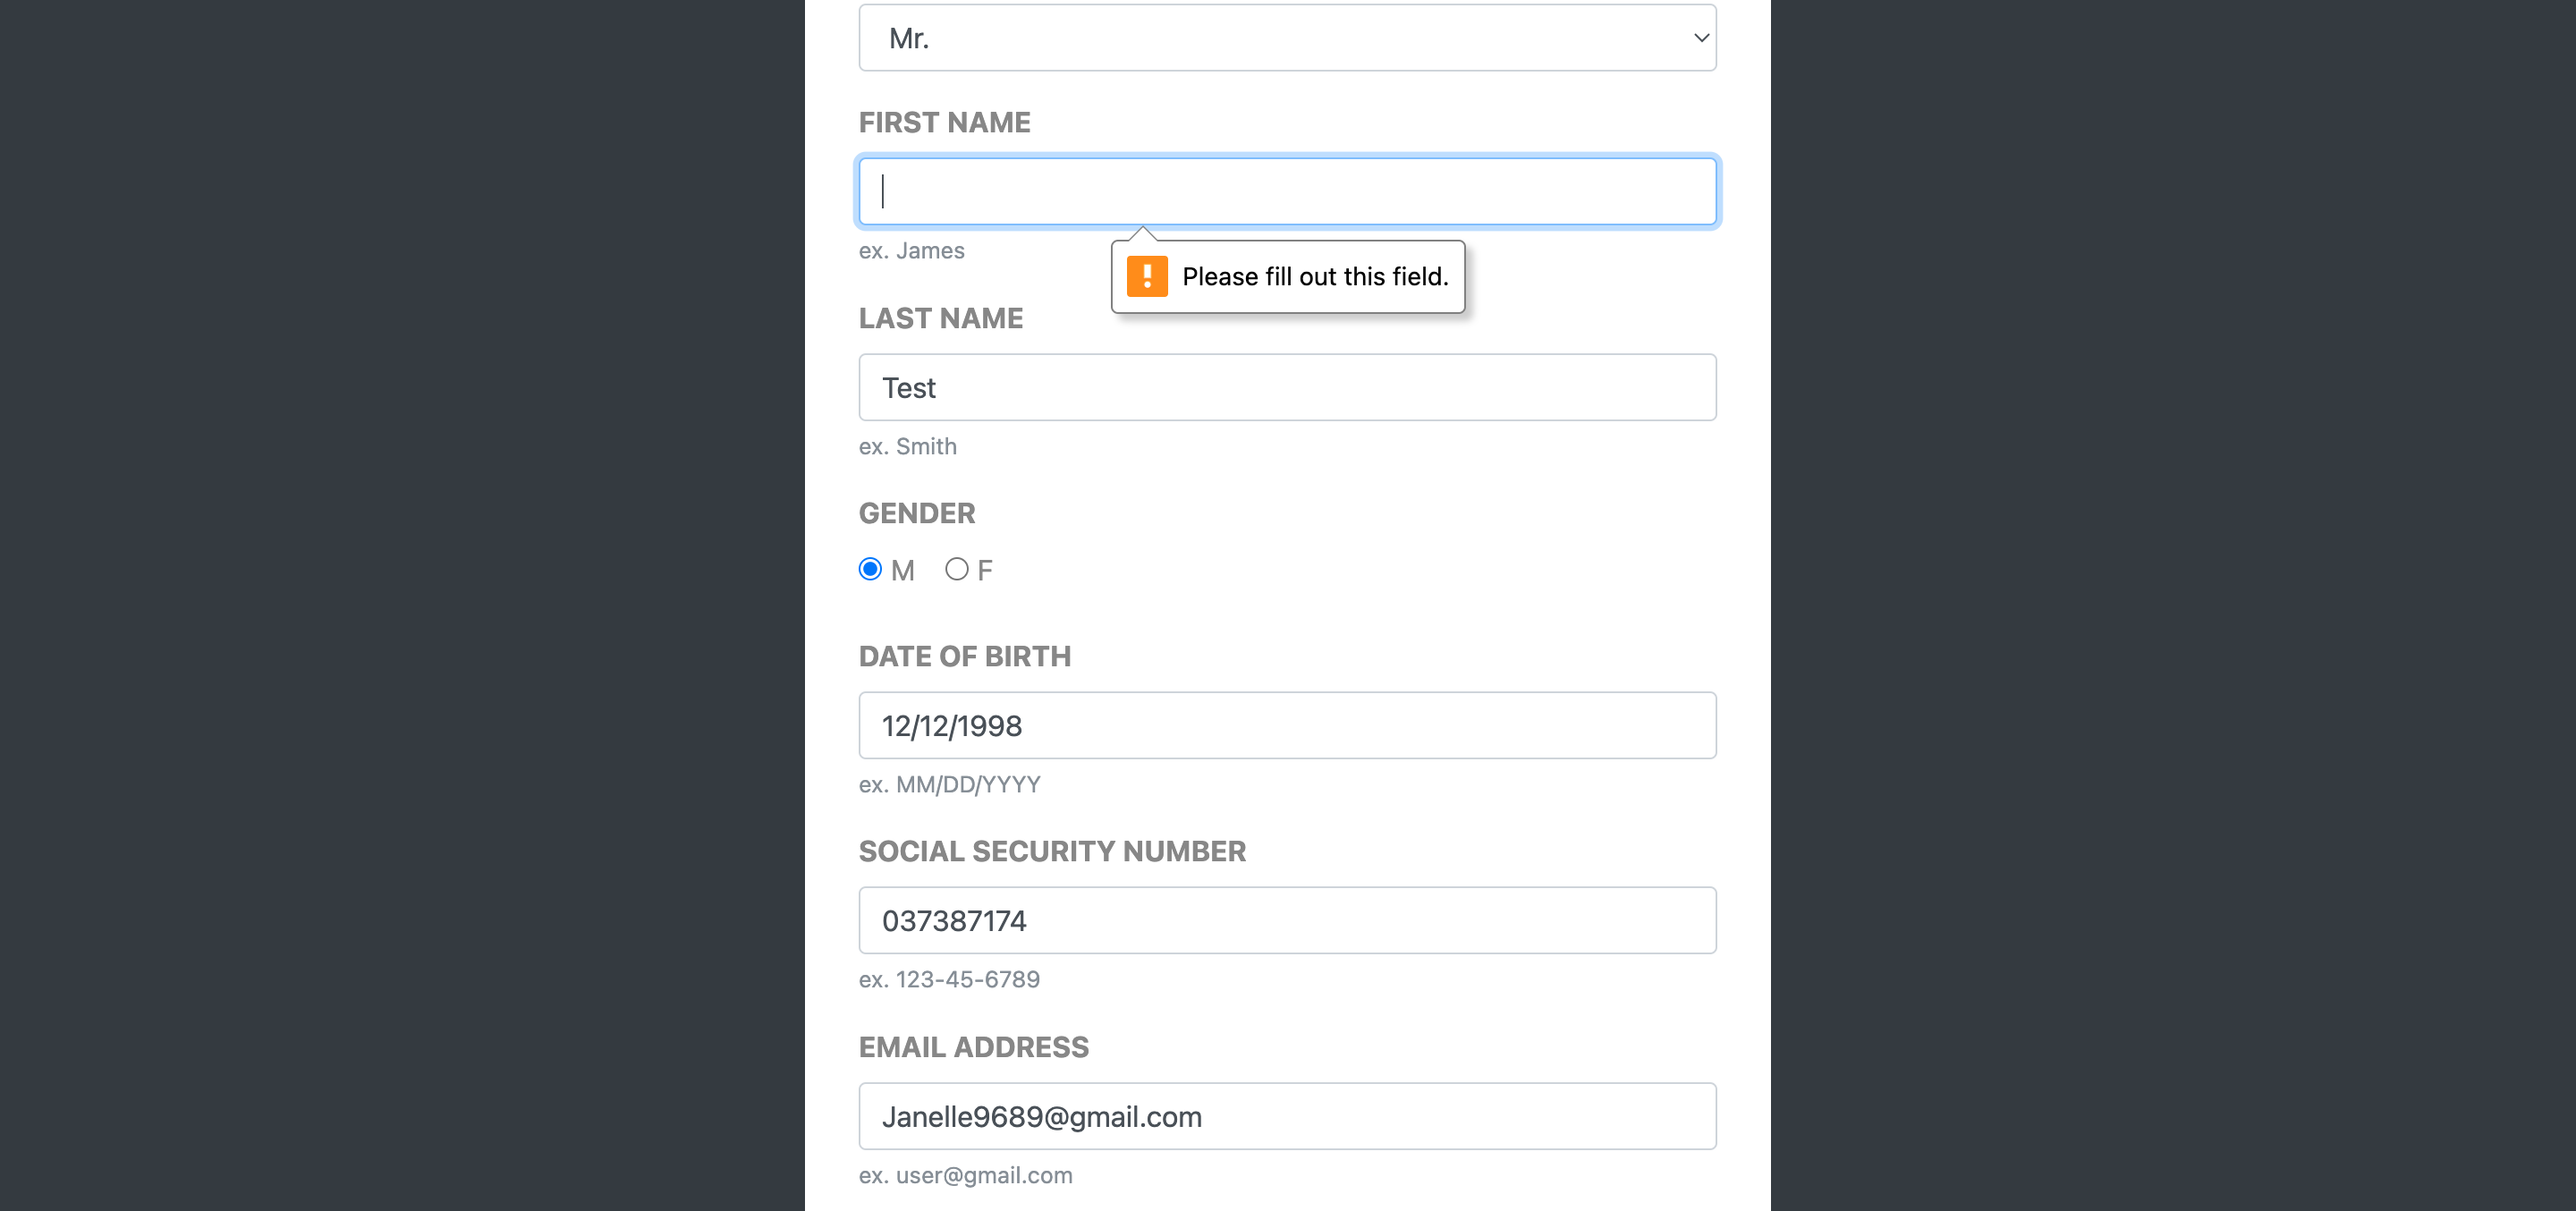 Mr.
FIRST NAME
ex. James
Please fill out this field.
LAST NAME
Test
ex. Smith
GENDER
M F
DATE OF BIRTH
12/12/1998
ex. MM/DD/YYYY
SOCIAL SECURITY NUMBER
037387174
ex. 123-45-6789
EMAIL ADDRESS
Janelle9689@gmail.com
ex. user@gmail.com